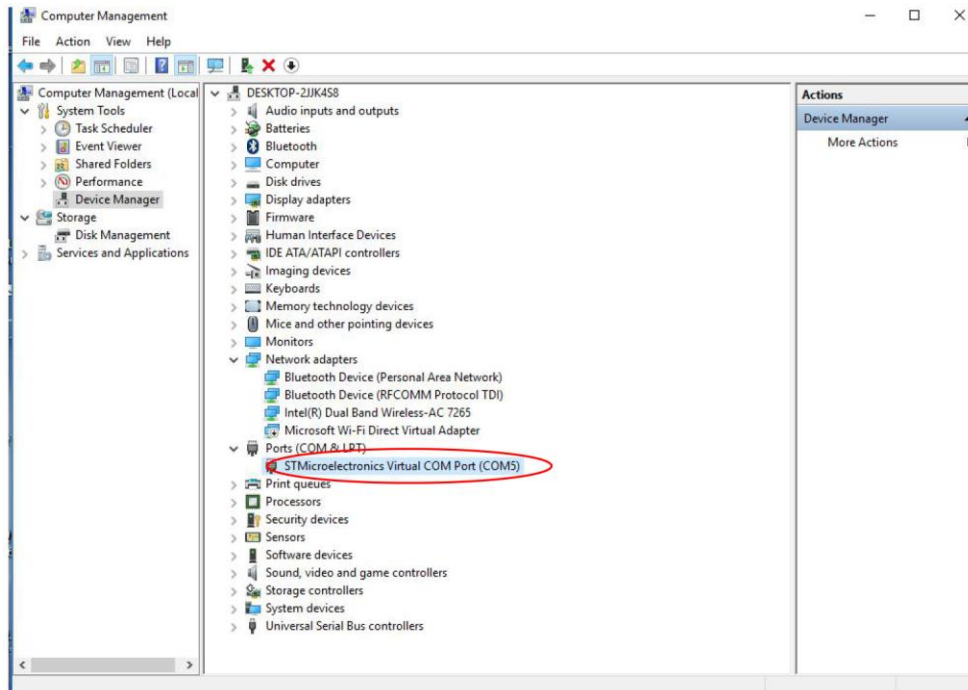 Computer Management
File Action View Help
Computer Management (Local
System Tools
Task Scheduler
Event Viewer
Shared Folders
Performance
Device Manager
Storage
Disk Management
Services and Applications
DESKTOP-2JJK4S8
Audio inputs and outputs
Batteries
Bluetooth
Computer
Disk drives
Display adapters
Firmware
Human Interface Devices
IDE ATA/ATAPI controllers
Imaging devices
Keyboards
Memory technology devices
Mice and other pointing devices
Monitors
Network adapters
Bluetooth Device (Personal Area Network)
Bluetooth Device (RFCOMM Protocol TDI)
Intel(R) Dual Band Wireless-AC 7265
Microsoft Wi-Fi Direct Virtual Adapter
Ports (COM & LPT)
STMicroelectronics Virtual COM Port (COM5)
Print queues
Processors
Security devices
Sensors
Software devices
Sound, video and game controllers
Storage controllers
System devices
Universal Serial Bus controllers
Actions
Device Manager
More Actions